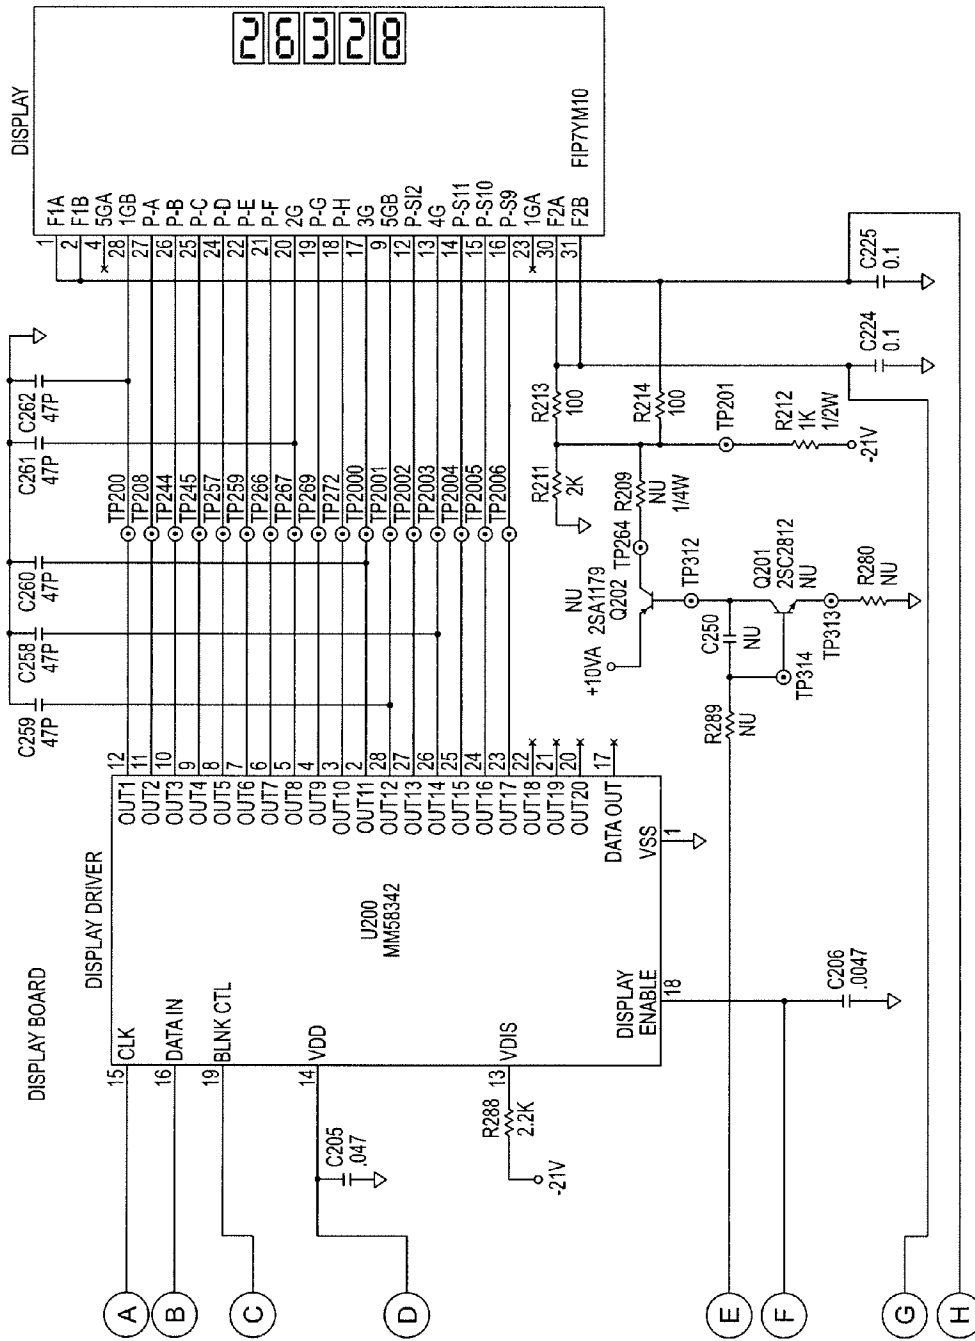 DISPLAY BOARD
DISPLAY DRIVER
DISPLAY
26328
FIP7YM10
U200
MM58342
A
B
C
D
E
F
G
H
15 CLK
16 DATA IN
19 BLNK CTL
14 VDD
13 VDIS
DISPLAY
ENABLE
18
VSS
1
DATA OUT 17
OUT1 12
OUT2 11
OUT3 10
OUT4 9
OUT5 8
OUT6 7
OUT7 6
OUT8 5
OUT9 4
OUT10 3
OUT11 2
OUT12 28
OUT13 27
OUT14 26
OUT15 25
OUT16 24
OUT17 23
OUT18 22
OUT19 21
OUT20 20
C205
.047
R288
2.2K
-21V
C206
.0047
C259
47P
C258
47P
C260
47P
C261
47P
C262
47P
TP200
TP208
TP244
TP245
TP257
TP259
TP266
TP267
TP269
TP272
TP2000
TP2001
TP2002
TP2003
TP2004
TP2005
TP2006
1 F1A
2 F1B
4 5GA
28 1GB
27 P-A
26 P-B
25 P-C
24 P-D
22 P-E
21 P-F
20 2G
19 P-G
18 P-H
17 3G
9 5GB
12 P-SI2
13 4G
14 P-S11
15 P-S10
16 P-S9
23 1GA
30 F2A
31 F2B
R211
2K
R213
100
R214
100
R209
NU
1/4W
TP264
NU
2SA1179
Q202
+10VA
TP312
TP201
R212
1K
1/2W
-21V
C250
NU
R289
NU
TP314
TP313
Q201
2SC2812
NU
R280
NU
C224
0.1
C225
0.1